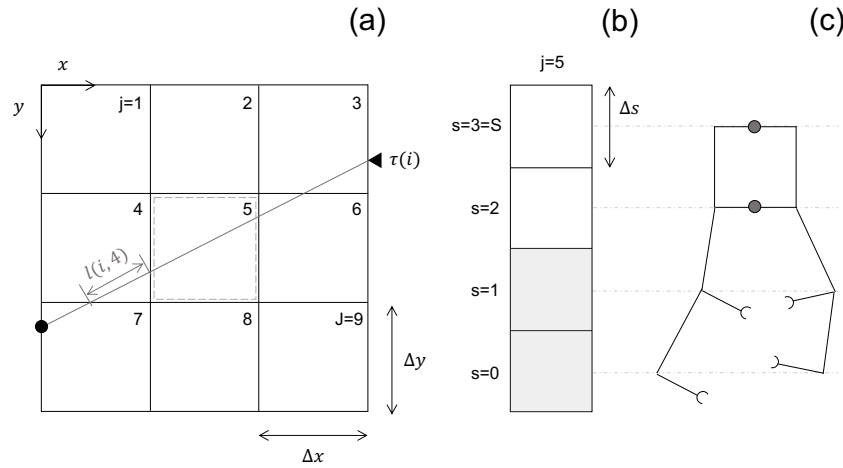 (a)
(b)
(c)
x
y
j=1
2
3
τ(i)
4
5
6
l(i,4)
7
8
J=9
Δy
Δx
j=5
Δs
s=3=S
s=2
s=1
s=0